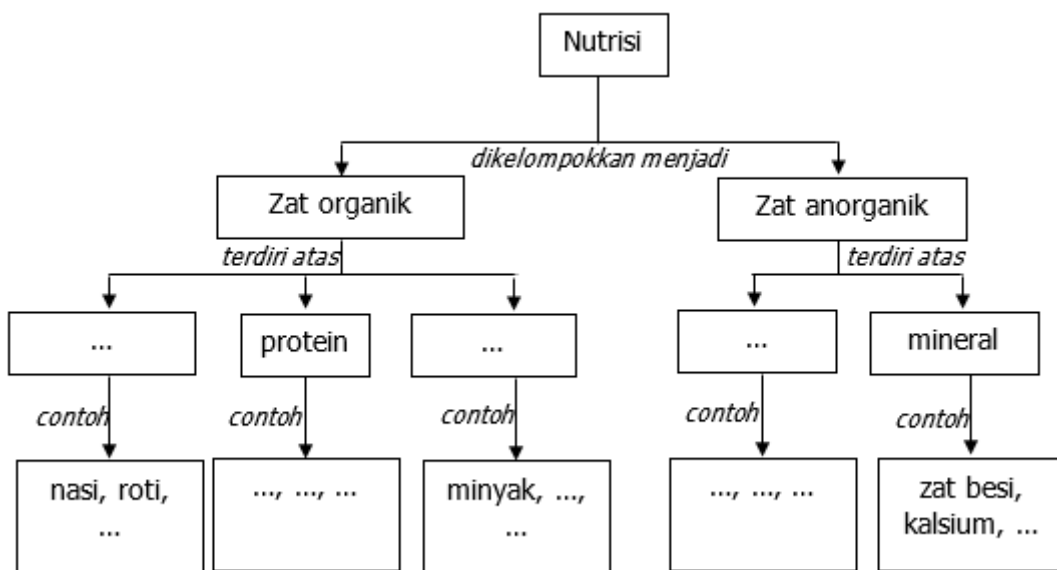 Nutrisi
dikelompokkan menjadi
Zat organik
Zat anorganik
terdiri atas
terdiri atas
...
protein
...
...
mineral
contoh
contoh
contoh
contoh
contoh
nasi, roti,
...
..., ..., ...
minyak, ...,
...
..., ..., ...
zat besi,
kalsium, ...